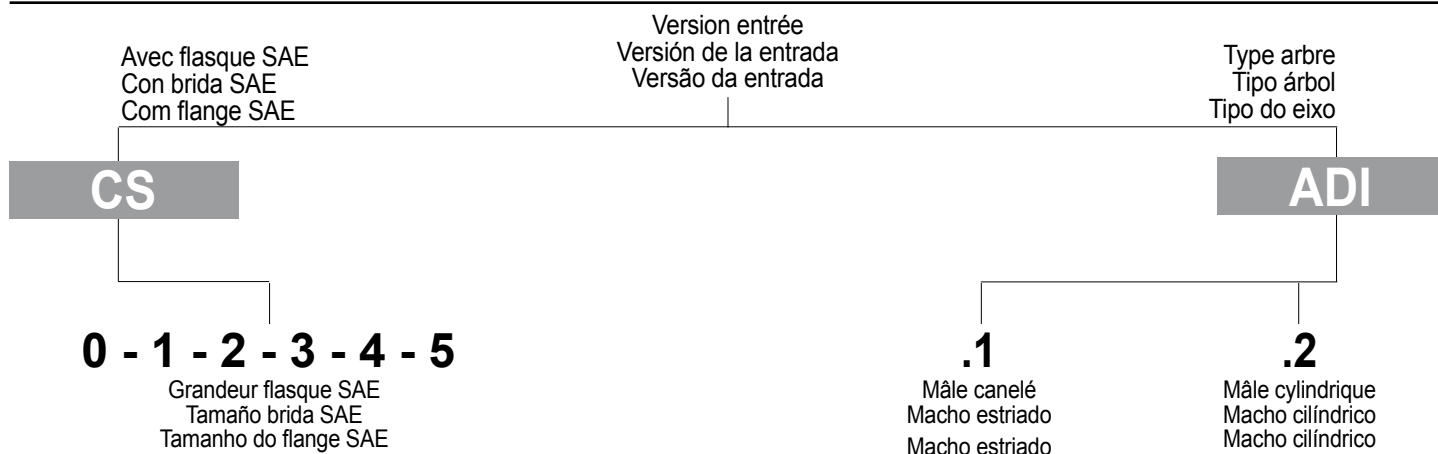 Version entrée
Versión de la entrada
Versão da entrada
Avec flasque SAE
Con brida SAE
Com flange SAE
Type arbre
Tipo árbol
Tipo do eixo
CS
ADI
0 - 1 - 2 - 3 - 4 - 5
Grandeur flasque SAE
Tamaño brida SAE
Tamanho do flange SAE
.1
Mâle canelé
Macho estriado
Macho estriado
.2
Mâle cylindrique
Macho cilíndrico
Macho cilíndrico